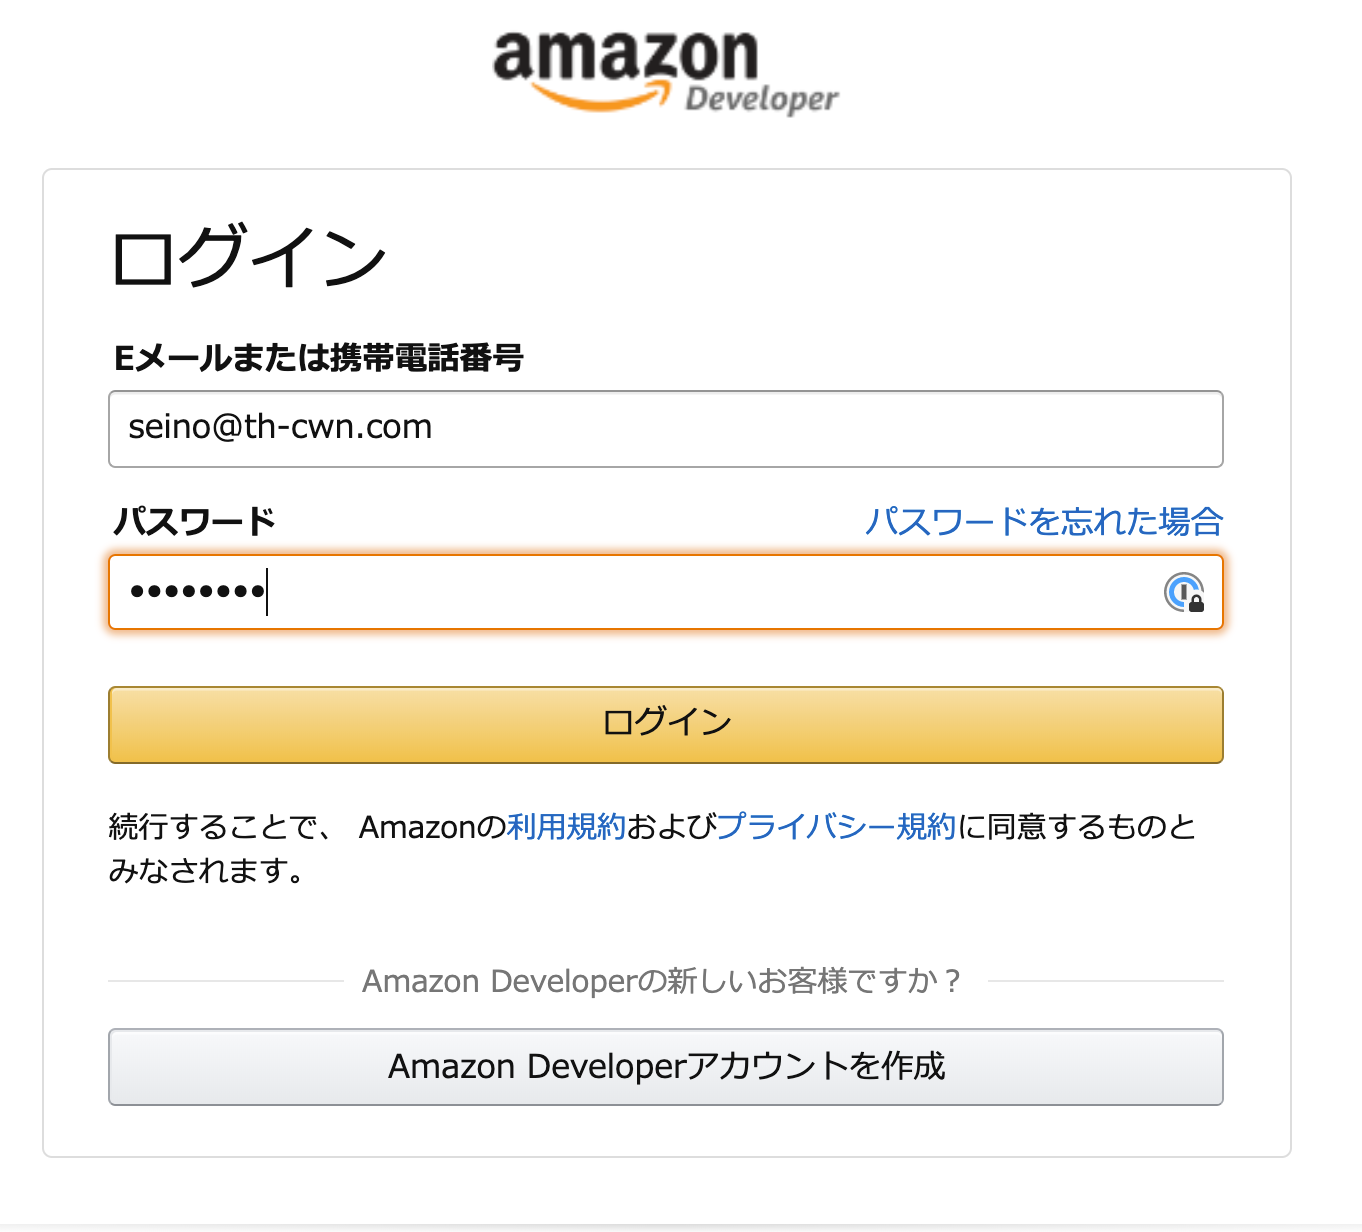 amazon
Developer
ログイン
Eメールまたは携帯電話番号
seino@th-cwn.com
パスワード パスワードを忘れた場合
••••••••
ログイン
続行することで、 Amazonの利用規約およびプライバシー規約に同意するものと
みなされます。
Amazon Developerの新しいお客様ですか？
Amazon Developerアカウントを作成